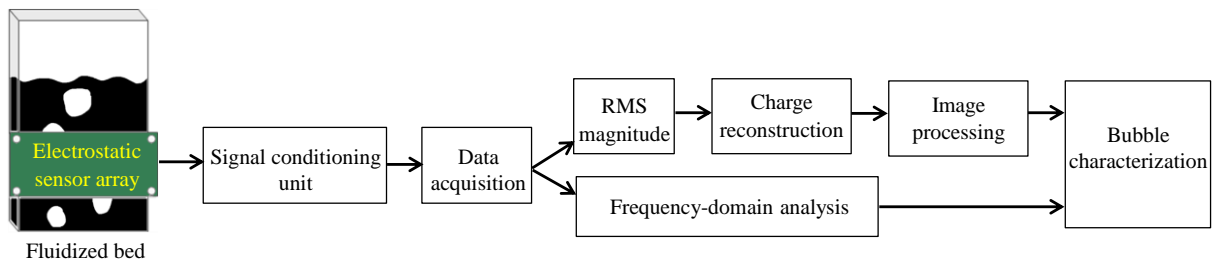 Electrostatic
sensor array
Fluidized bed
Signal conditioning
unit
Data
acquisition
RMS
magnitude
Charge
reconstruction
Image
processing
Frequency-domain analysis
Bubble
characterization